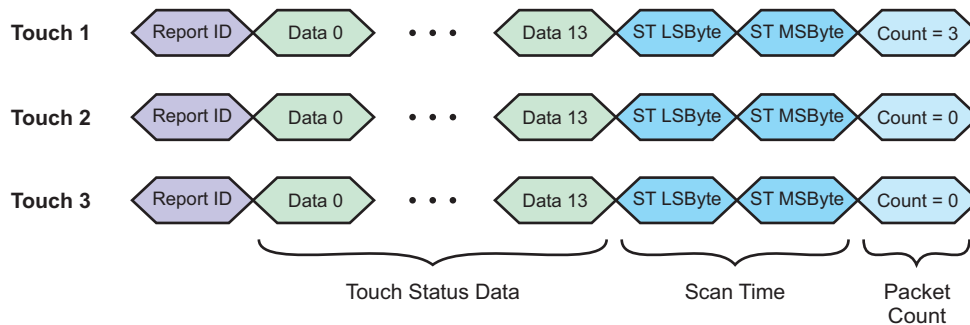 Touch 1 Report ID Data 0 • • • Data 13 ST LSByte ST MSByte Count = 3
Touch 2 Report ID Data 0 • • • Data 13 ST LSByte ST MSByte Count = 0
Touch 3 Report ID Data 0 • • • Data 13 ST LSByte ST MSByte Count = 0
Touch Status Data Scan Time Packet
Count